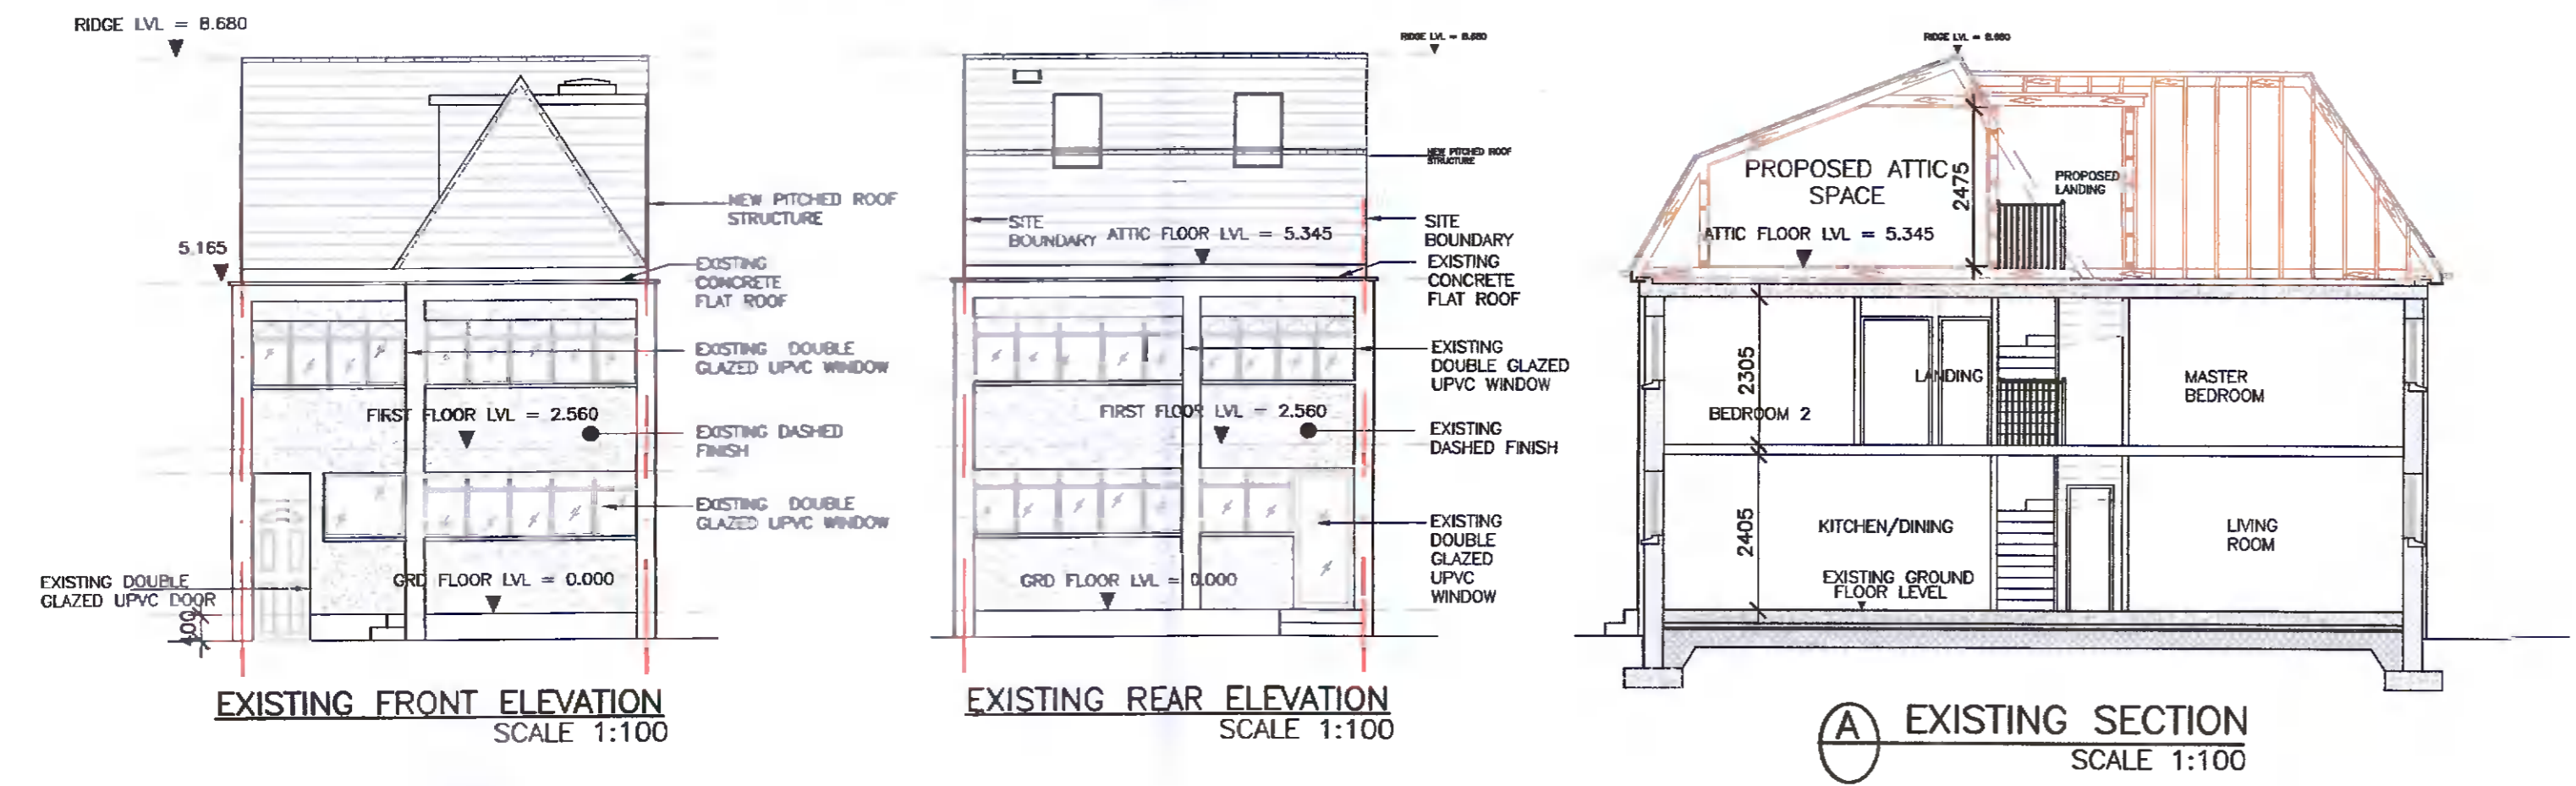 RIDGE LVL = 8.680
5.165
NEW PITCHED ROOF
STRUCTURE
EXISTING
CONCRETE
FLAT ROOF
EXISTING DOUBLE
GLAZED UPVC WINDOW
FIRST FLOOR LVL = 2.560
EXISTING DASHED
FINISH
EXISTING DOUBLE
GLAZED UPVC WINDOW
EXISTING DOUBLE
GLAZED UPVC DOOR
GRD FLOOR LVL = 0.000
400
EXISTING FRONT ELEVATION
SCALE 1:100
RIDGE LVL = 8.680
NEW PITCHED ROOF
STRUCTURE
SITE
BOUNDARY
ATTIC FLOOR LVL = 5.345
SITE
BOUNDARY
EXISTING
CONCRETE
FLAT ROOF
EXISTING
DOUBLE GLAZED
UPVC WINDOW
FIRST FLOOR LVL = 2.560
EXISTING
DASHED FINISH
EXISTING
DOUBLE
GLAZED
UPVC
WINDOW
GRD FLOOR LVL = 0.000
EXISTING REAR ELEVATION
SCALE 1:100
RIDGE LVL = 8.680
PROPOSED ATTIC
SPACE
2475
PROPOSED
LANDING
ATTIC FLOOR LVL = 5.345
2305
LANDING
BEDROOM 2
MASTER
BEDROOM
2405
KITCHEN/DINING
LIVING
ROOM
EXISTING GROUND
FLOOR LEVEL
A
EXISTING SECTION
SCALE 1:100